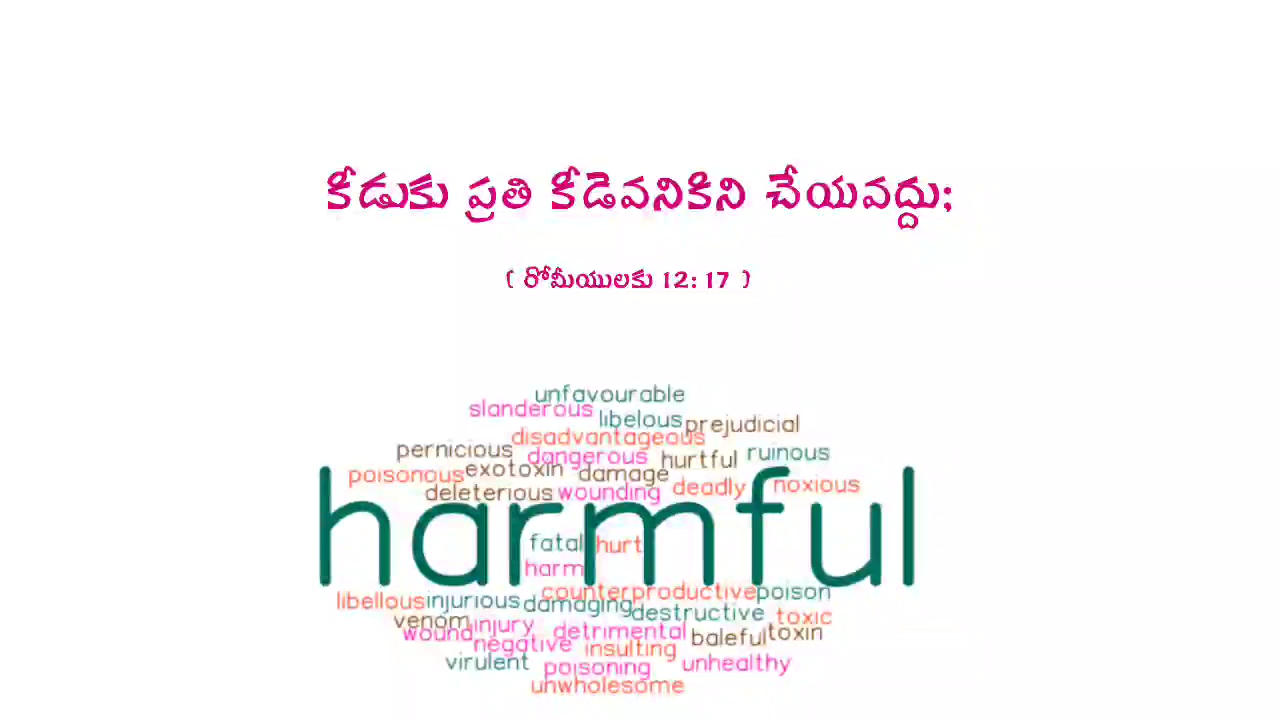 కీడుకు ప్రతి కీడెవనికిని చేయవద్దు;
( రోమీయులకు 12: 17 )
unfavourable
slanderous libelous prejudicial
disadvantageous
pernicious dangerous hurtful ruinous
poisonous exotoxin damage
deleterious wounding deadly noxious
harmful
fatal hurt
harm
counterproductive poison
libellous injurious damaging destructive toxic
venom injury
wound detrimental baleful toxin
negative insulting
virulent poisoning unhealthy
unwholesome